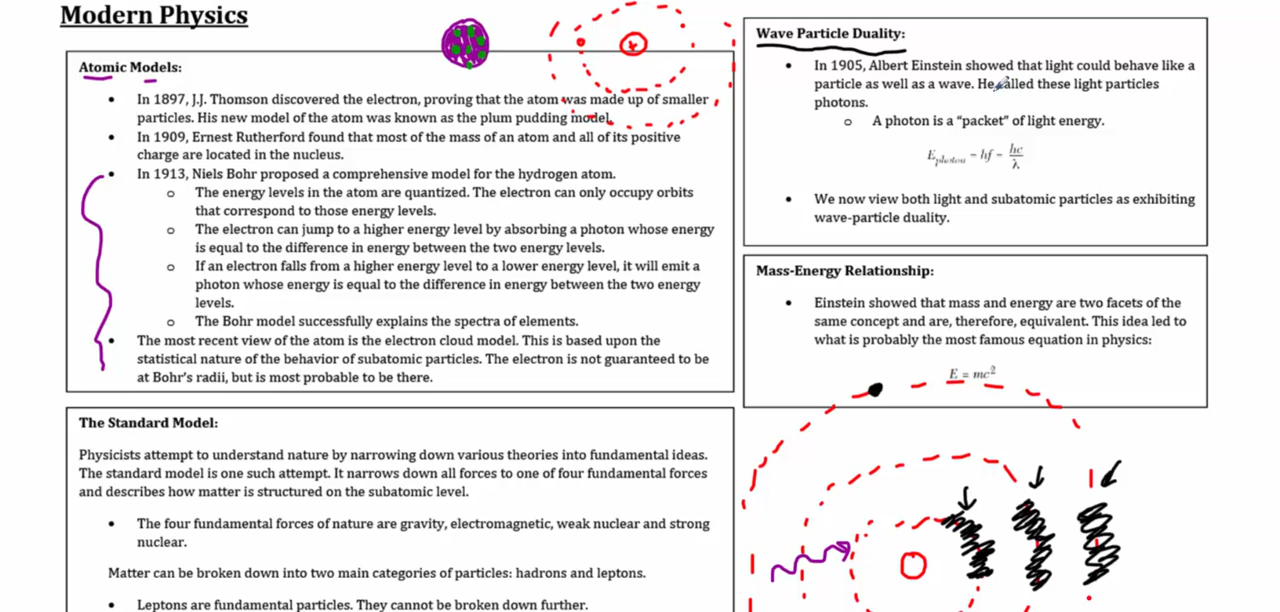 Modern Physics
Atomic Models:
• In 1897, J.J. Thomson discovered the electron, proving that the atom was made up of smaller
particles. His new model of the atom was known as the plum pudding model.
• In 1909, Ernest Rutherford found that most of the mass of an atom and all of its positive
charge are located in the nucleus.
• In 1913, Niels Bohr proposed a comprehensive model for the hydrogen atom.
o The energy levels in the atom are quantized. The electron can only occupy orbits
that correspond to those energy levels.
o The electron can jump to a higher energy level by absorbing a photon whose energy
is equal to the difference in energy between the two energy levels.
o If an electron falls from a higher energy level to a lower energy level, it will emit a
photon whose energy is equal to the difference in energy between the two energy
levels.
o The Bohr model successfully explains the spectra of elements.
• The most recent view of the atom is the electron cloud model. This is based upon the
statistical nature of the behavior of subatomic particles. The electron is not guaranteed to be
at Bohr's radii, but is most probable to be there.
The Standard Model:
Physicists attempt to understand nature by narrowing down various theories into fundamental ideas.
The standard model is one such attempt. It narrows down all forces to one of four fundamental forces
and describes how matter is structured on the subatomic level.
• The four fundamental forces of nature are gravity, electromagnetic, weak nuclear and strong
nuclear.
Matter can be broken down into two main categories of particles: hadrons and leptons.
• Leptons are fundamental particles. They cannot be broken down further.
Wave Particle Duality:
• In 1905, Albert Einstein showed that light could behave like a
particle as well as a wave. He called these light particles
photons.
o A photon is a "packet" of light energy.
E_photon = hf = hc/λ
• We now view both light and subatomic particles as exhibiting
wave-particle duality.
Mass-Energy Relationship:
• Einstein showed that mass and energy are two facets of the
same concept and are, therefore, equivalent. This idea led to
what is probably the most famous equation in physics:
E = mc²